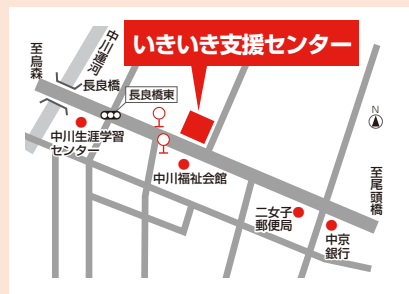 いきいき支援センター
中川運河
至烏森
長良橋
長良橋東
中川生涯学習
センター
中川福祉会館
N
至尾頭橋
二女子
郵便局
中京
銀行